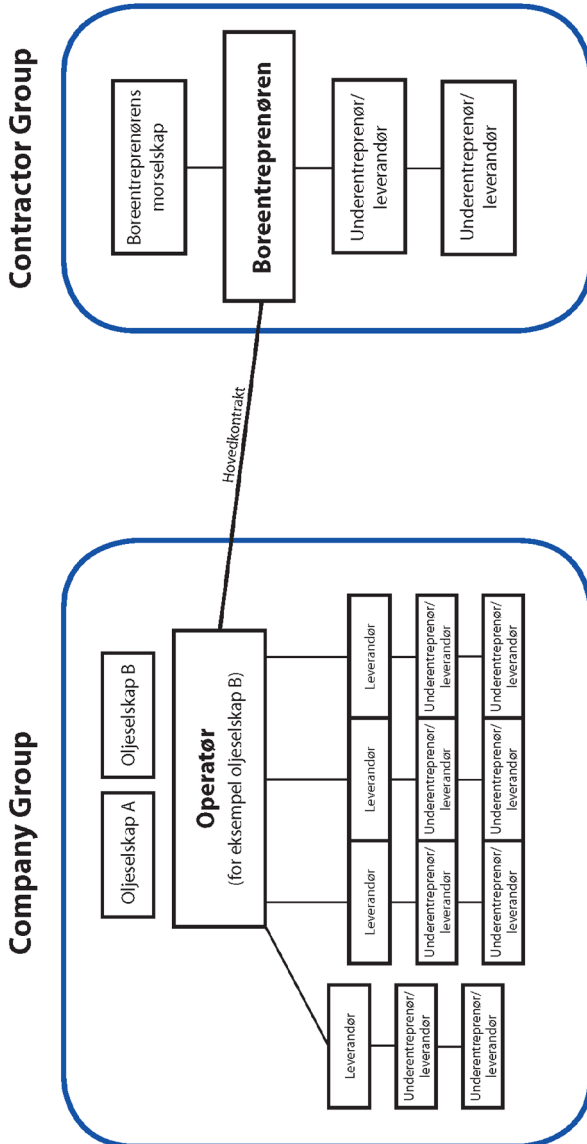 Company Group
Oljeselskap A
Oljeselskap B
Operatør
(for eksempel oljeselskap B)
Leverandør
Underentreprenør/
leverandør
Underentreprenør/
leverandør
Leverandør
Underentreprenør/
leverandør
Underentreprenør/
leverandør
Leverandør
Underentreprenør/
leverandør
Underentreprenør/
leverandør
Leverandør
Underentreprenør/
leverandør
Underentreprenør/
leverandør
Hovedkontrakt
Contractor Group
Boreentreprenørens
morselskap
Boreentreprenøren
Underentreprenør/
leverandør
Underentreprenør/
leverandør